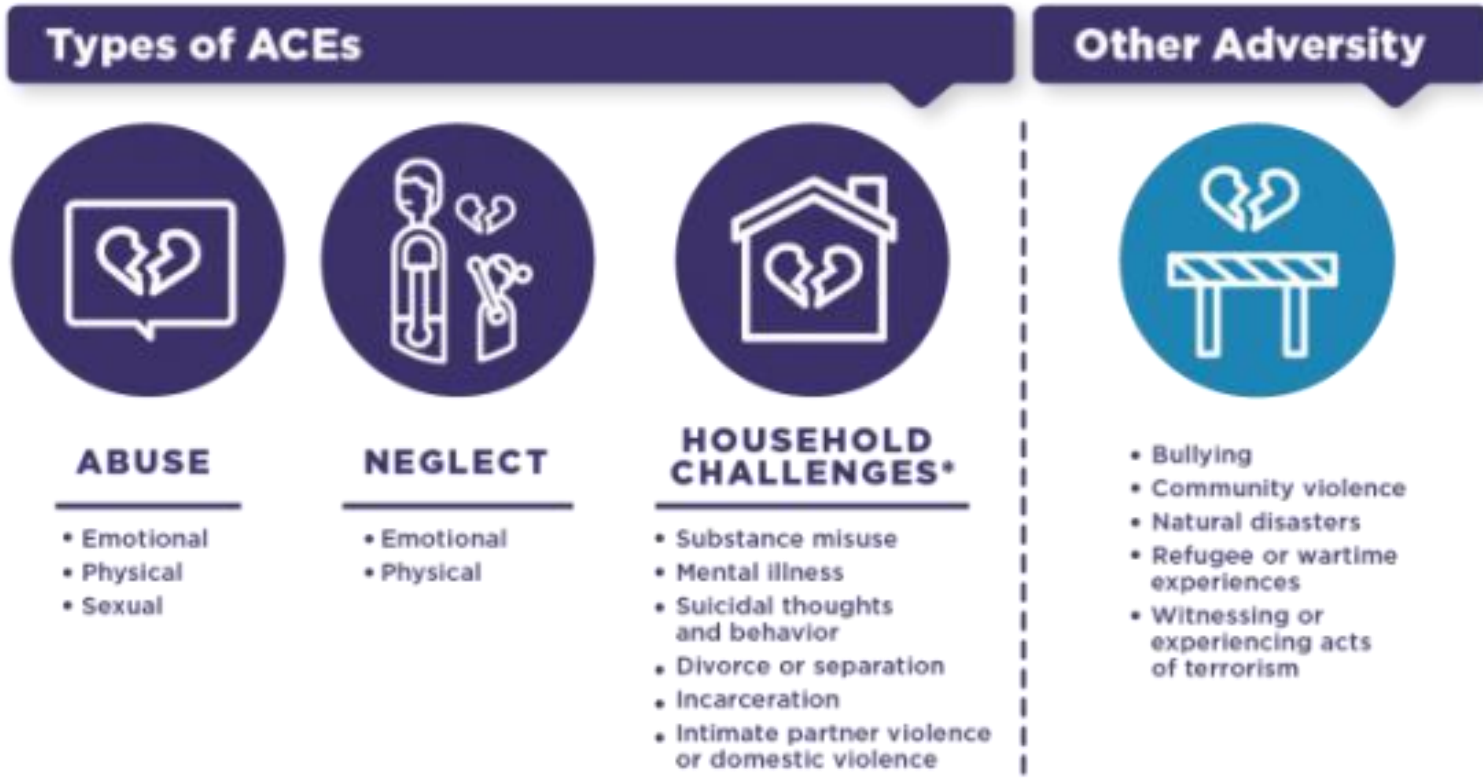 Types of ACEs
Other Adversity
ABUSE
• Emotional
• Physical
• Sexual
NEGLECT
• Emotional
• Physical
HOUSEHOLD
CHALLENGES*
• Substance misuse
• Mental illness
• Suicidal thoughts
and behavior
• Divorce or separation
• Incarceration
• Intimate partner violence
or domestic violence
• Bullying
• Community violence
• Natural disasters
• Refugee or wartime
experiences
• Witnessing or
experiencing acts
of terrorism